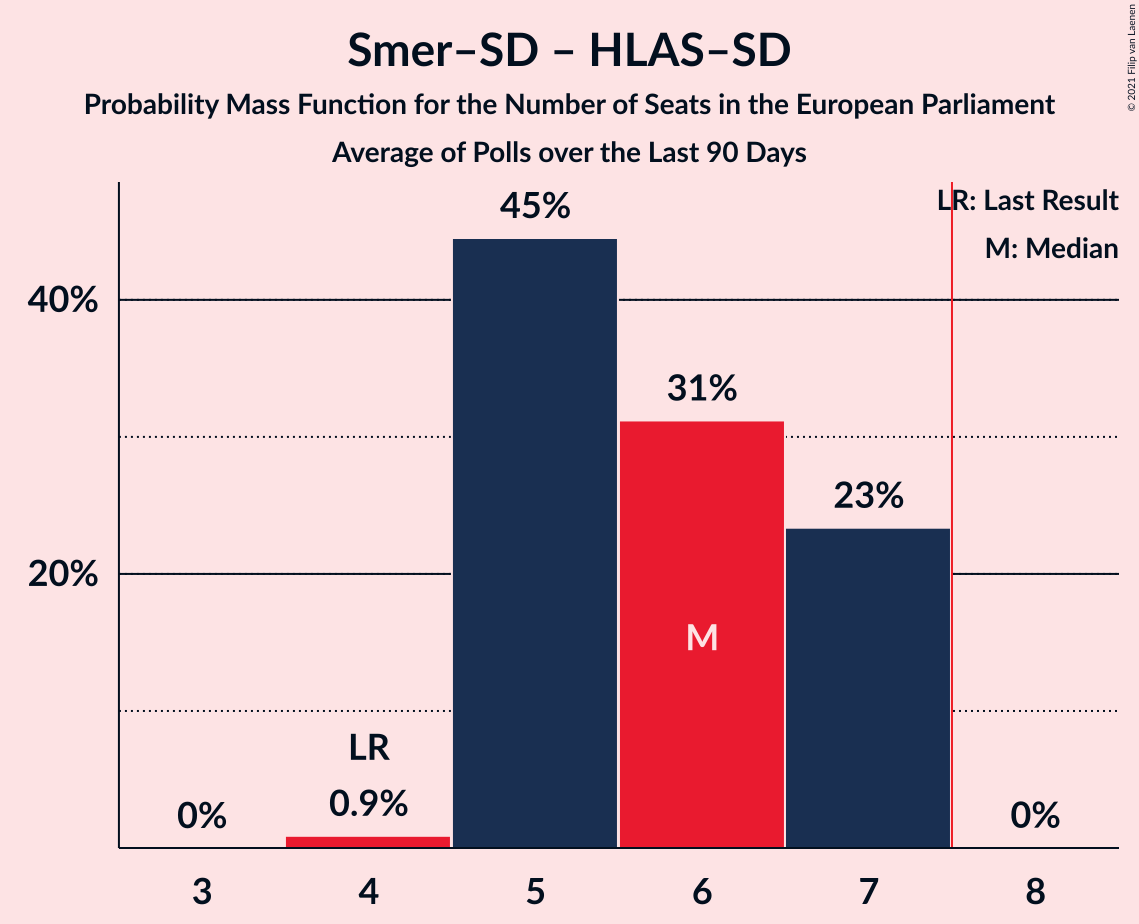 Smer–SD – HLAS–SD
Probability Mass Function for the Number of Seats in the European Parliament
Average of Polls over the Last 90 Days
© 2021 Filip van Laenen
LR: Last Result
M: Median
45%
40%
31%
23%
20%
M
LR
0%
0.9%
0%
3
4
5
6
7
8